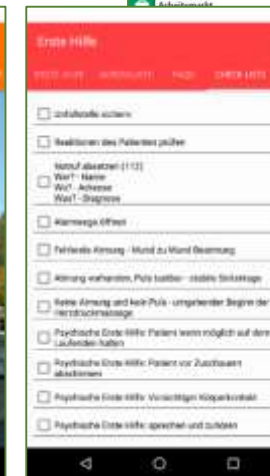 Arbeitsmarkt
Erste Hilfe
ERSTE HILFE
FAQS
CHECK LISTE
Unfallstelle sichern
Reaktionen des Patienten prüfen
Notruf absetzen (112)
Wer? - Name
Wo? - Adresse
Was? - Diagnose
Atemwege öffnen
Fehlende Atmung - Mund zu Mund Beatmung
Atmung vorhanden, Puls tastbar - stabile Seitenlage
Keine Atmung und kein Puls - umgehender Beginn der
Herzdruckmassage
Psychische Erste Hilfe: Patient wenn möglich auf dem
Laufenden halten
Psychische Erste Hilfe: Patient vor Zuschauern
abschirmen
Psychische Erste Hilfe: Vorsichtiger Körperkontakt
Psychische Erste Hilfe: sprechen und zuhören